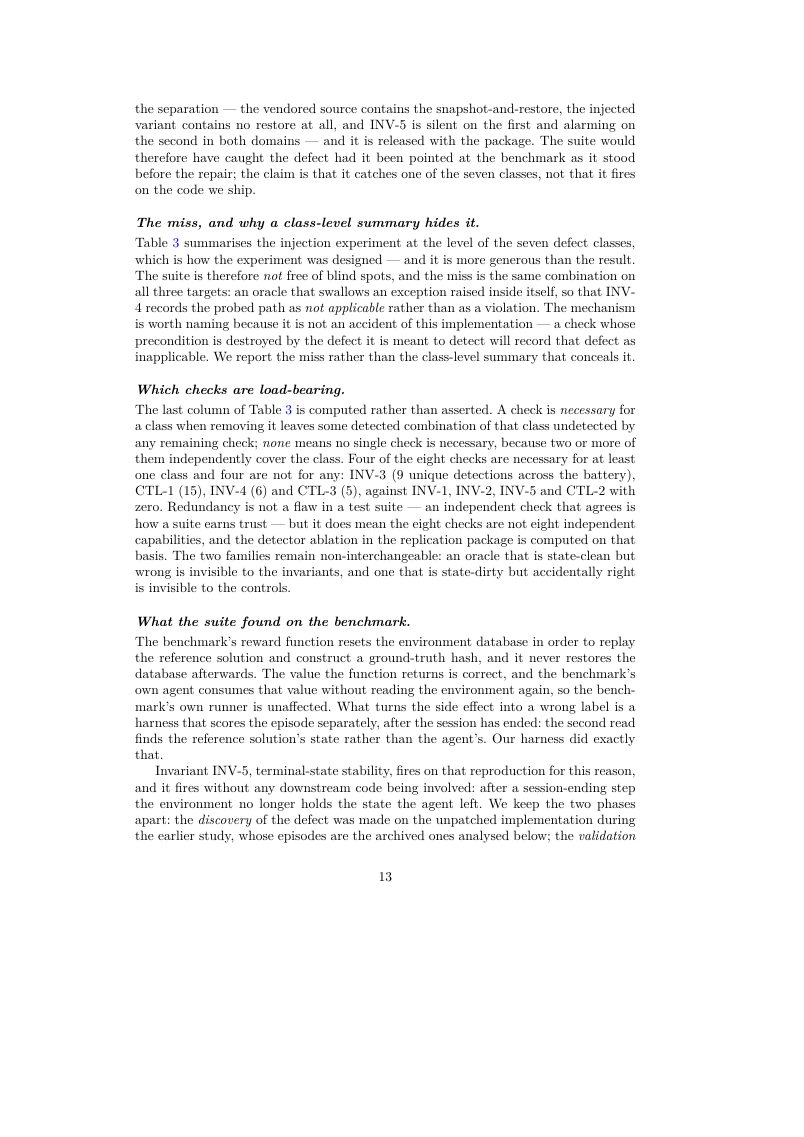 the separation — the vendored source contains the snapshot-and-restore, the injected
variant contains no restore at all, and INV-5 is silent on the first and alarming on
the second in both domains — and it is released with the package. The suite would
therefore have caught the defect had it been pointed at the benchmark as it stood
before the repair; the claim is that it catches one of the seven classes, not that it fires
on the code we ship.
The miss, and why a class-level summary hides it.
Table 3 summarises the injection experiment at the level of the seven defect classes,
which is how the experiment was designed — and it is more generous than the result.
The suite is therefore not free of blind spots, and the miss is the same combination on
all three targets: an oracle that swallows an exception raised inside itself, so that INV-
4 records the probed path as not applicable rather than as a violation. The mechanism
is worth naming because it is not an accident of this implementation — a check whose
precondition is destroyed by the defect it is meant to detect will record that defect as
inapplicable. We report the miss rather than the class-level summary that conceals it.
Which checks are load-bearing.
The last column of Table 3 is computed rather than asserted. A check is necessary for
a class when removing it leaves some detected combination of that class undetected by
any remaining check; none means no single check is necessary, because two or more of
them independently cover the class. Four of the eight checks are necessary for at least
one class and four are not for any: INV-3 (9 unique detections across the battery),
CTL-1 (15), INV-4 (6) and CTL-3 (5), against INV-1, INV-2, INV-5 and CTL-2 with
zero. Redundancy is not a flaw in a test suite — an independent check that agrees is
how a suite earns trust — but it does mean the eight checks are not eight independent
capabilities, and the detector ablation in the replication package is computed on that
basis. The two families remain non-interchangeable: an oracle that is state-clean but
wrong is invisible to the invariants, and one that is state-dirty but accidentally right
is invisible to the controls.
What the suite found on the benchmark.
The benchmark's reward function resets the environment database in order to replay
the reference solution and construct a ground-truth hash, and it never restores the
database afterwards. The value the function returns is correct, and the benchmark's
own agent consumes that value without reading the environment again, so the bench-
mark's own runner is unaffected. What turns the side effect into a wrong label is a
harness that scores the episode separately, after the session has ended: the second read
finds the reference solution's state rather than the agent's. Our harness did exactly
that.
Invariant INV-5, terminal-state stability, fires on that reproduction for this reason,
and it fires without any downstream code being involved: after a session-ending step
the environment no longer holds the state the agent left. We keep the two phases
apart: the discovery of the defect was made on the unpatched implementation during
the earlier study, whose episodes are the archived ones analysed below; the validation
13